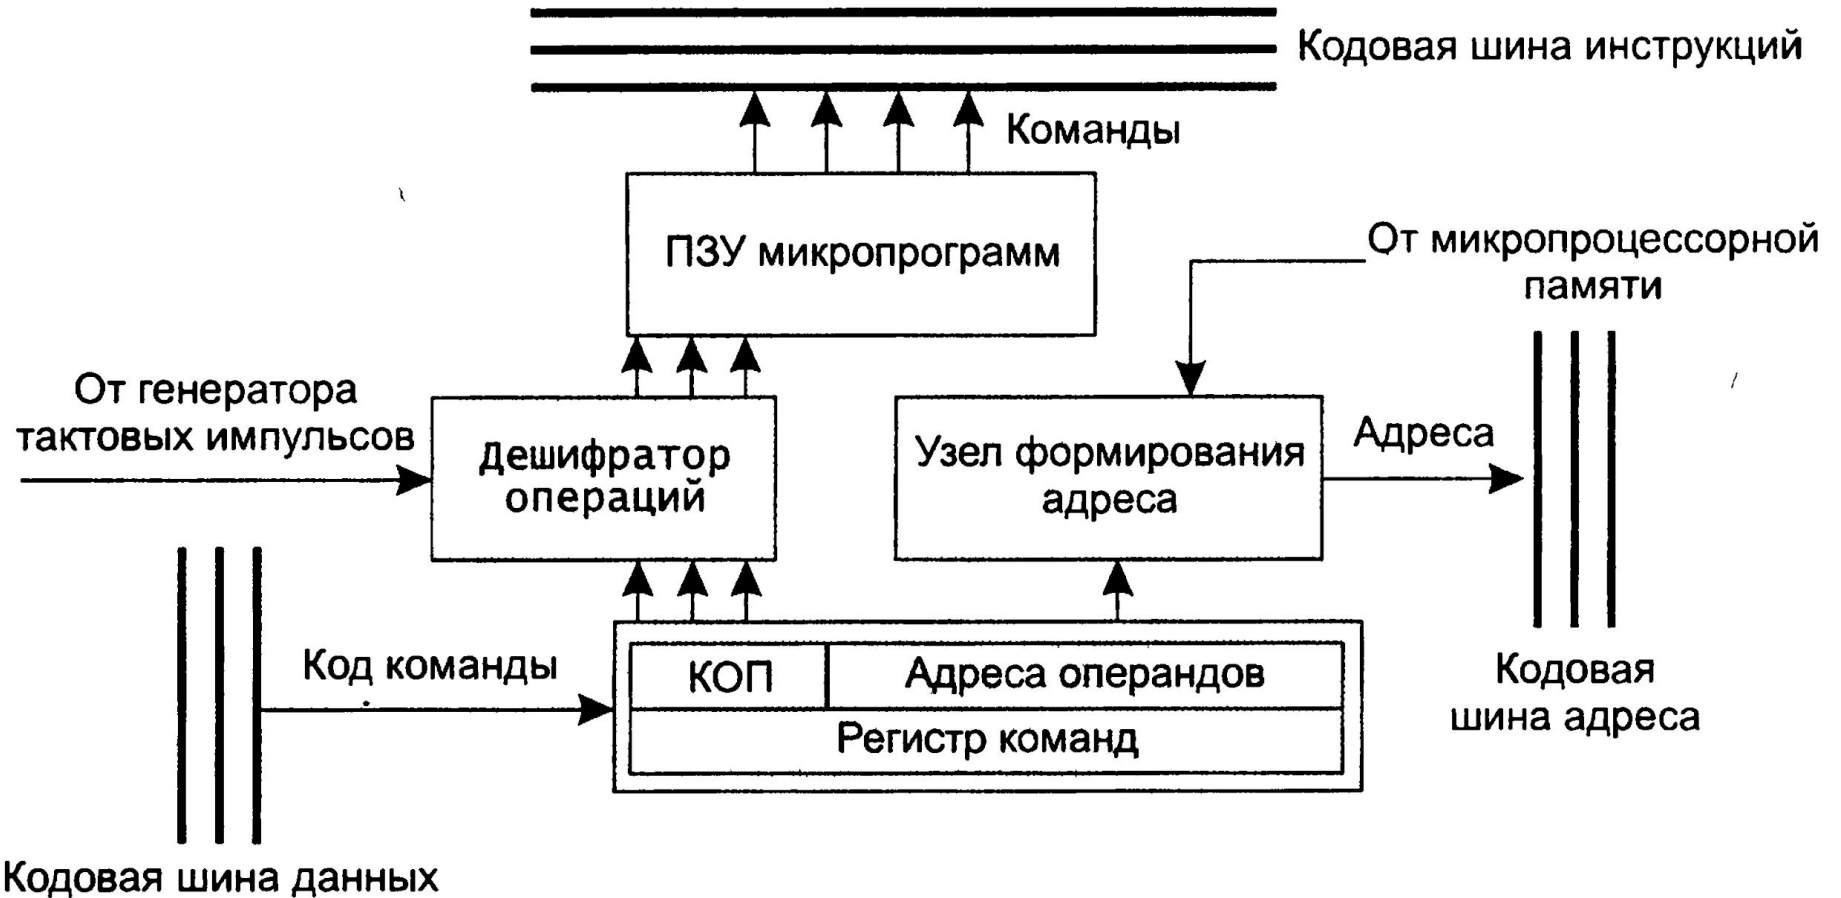 Кодовая шина инструкций
Команды
ПЗУ микропрограмм
От микропроцессорной
памяти
От генератора
тактовых импульсов
Дешифратор
операций
Узел формирования
адреса
Адреса
Код команды
КОП
Адреса операндов
Регистр команд
Кодовая
шина адреса
Кодовая шина данных